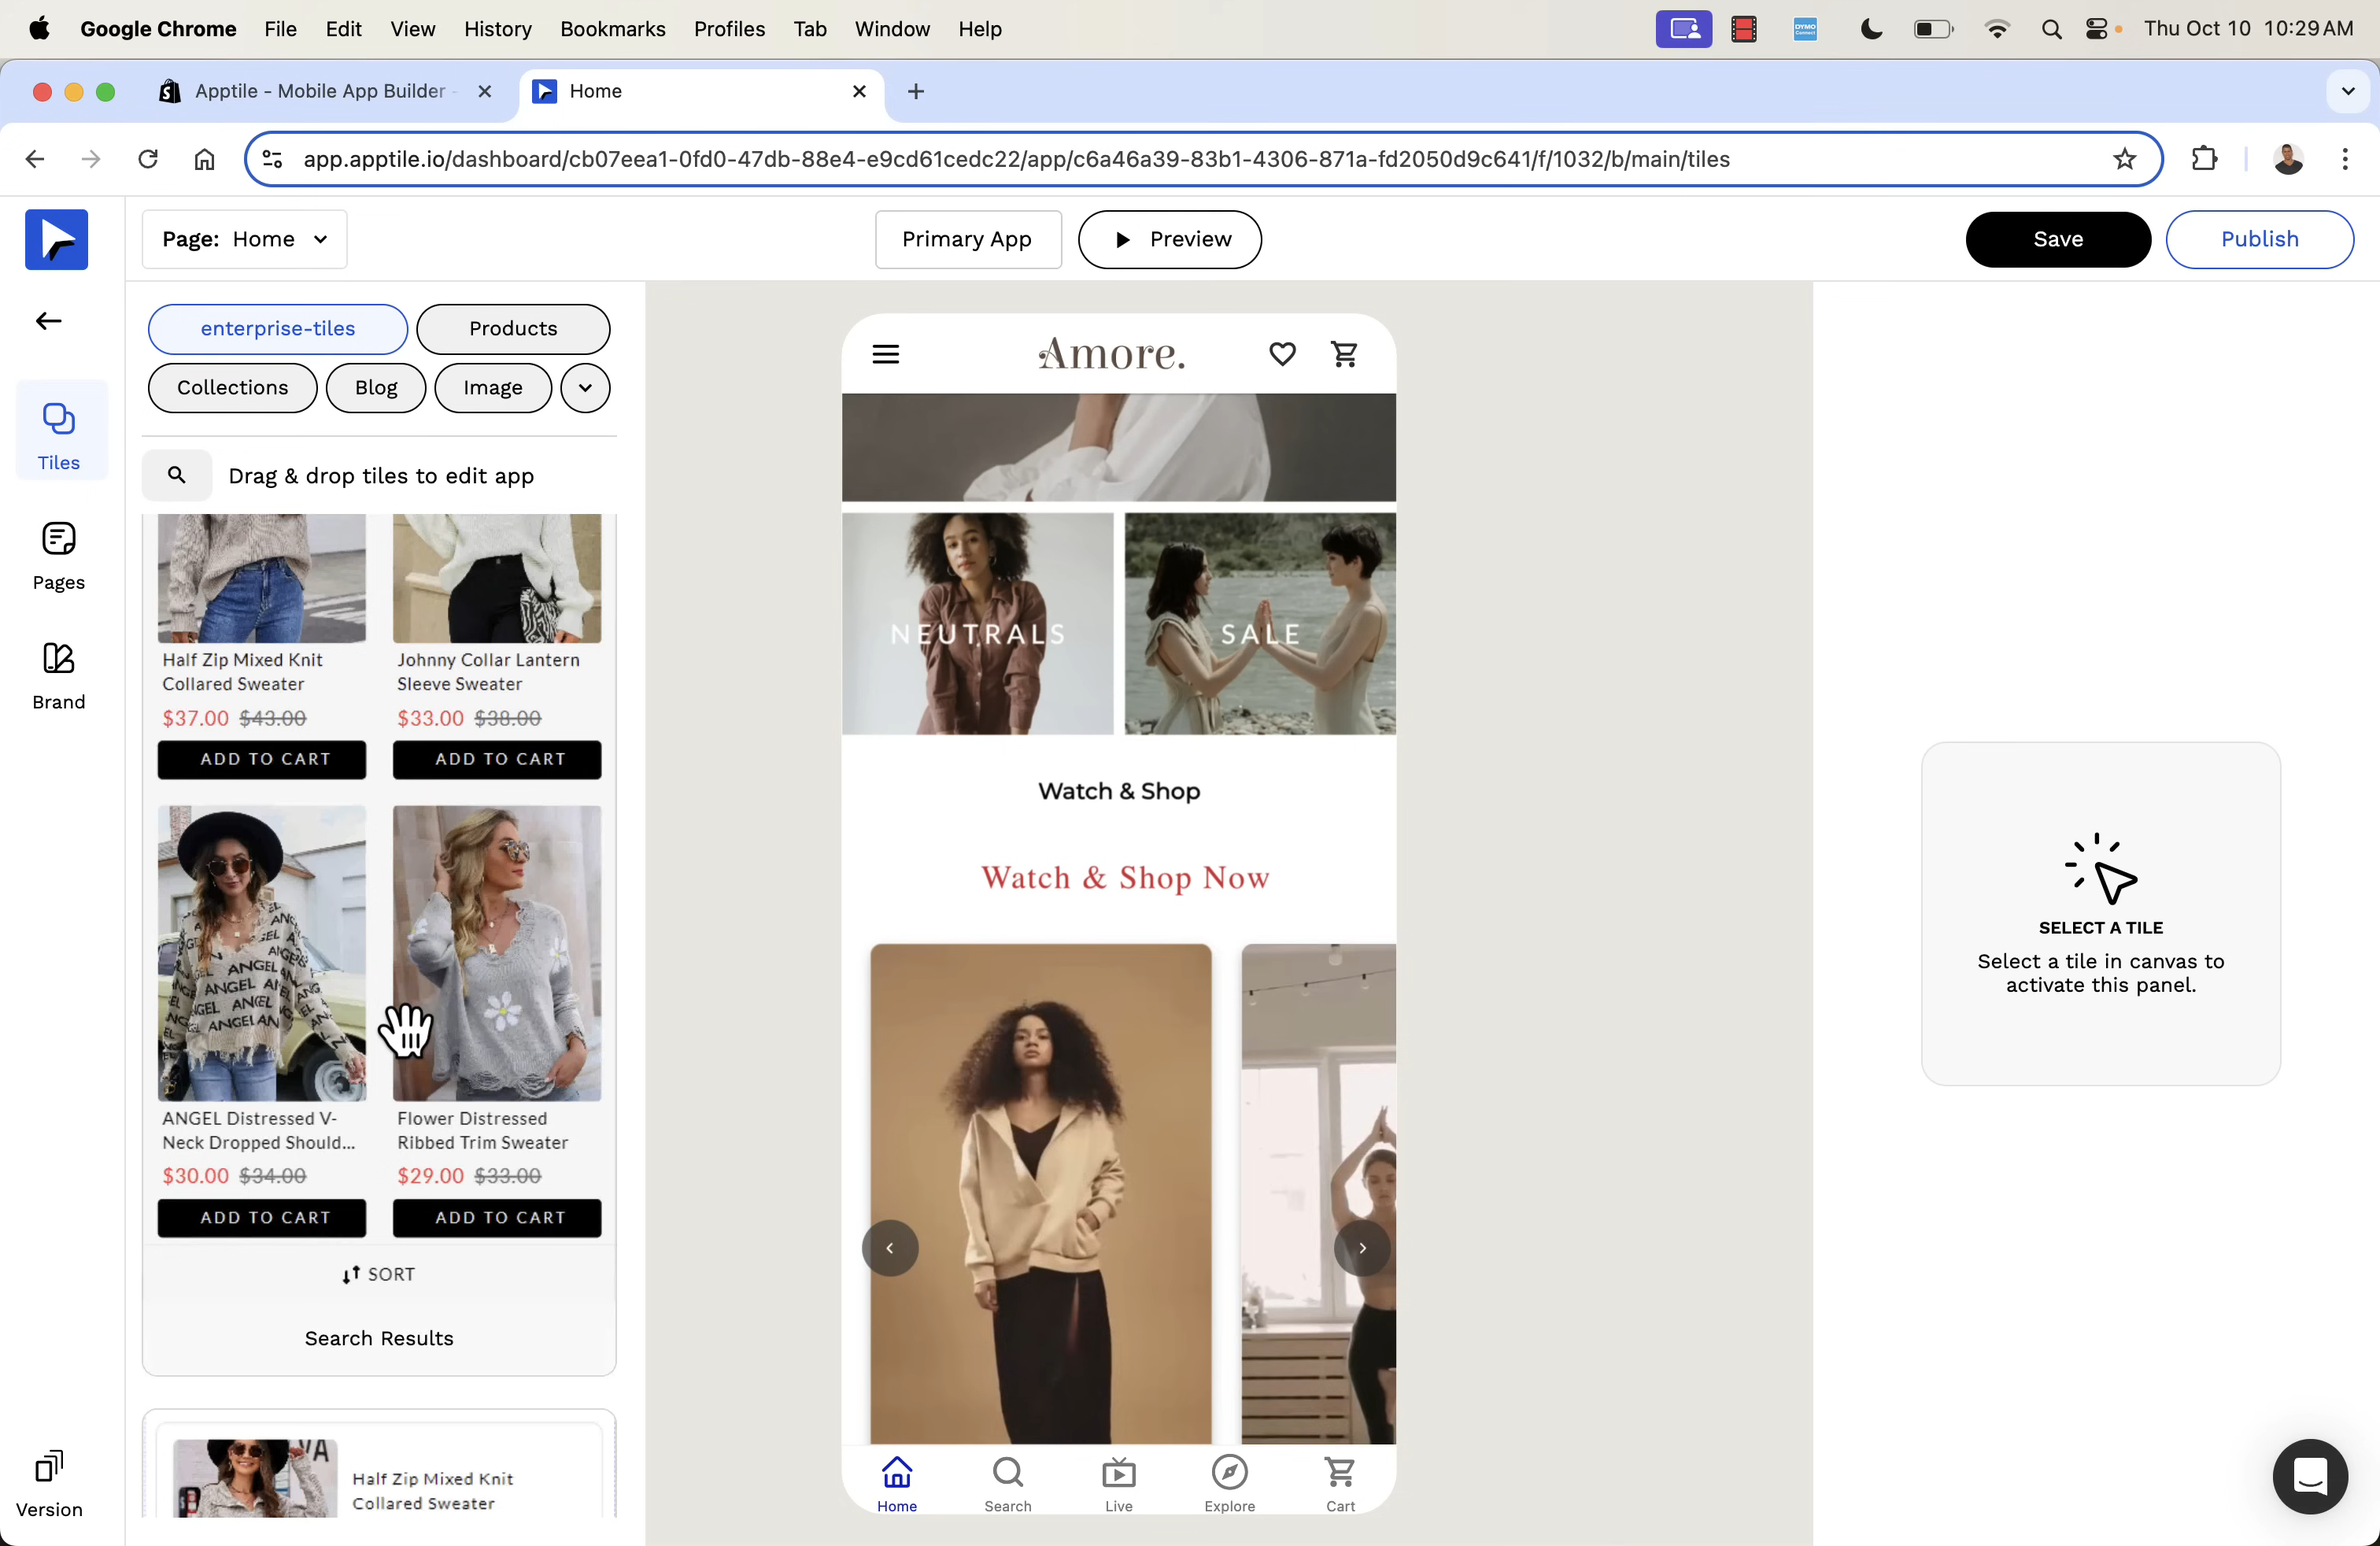 Google Chrome File Edit View History Bookmarks Profiles Tab Window Help
DYMO
Connect
Thu Oct 10 10:29 AM
Apptile - Mobile App Builder -
Home
app.apptile.io/dashboard/cb07eea1-0fd0-47db-88e4-e9cd61cedc22/app/c6a46a39-83b1-4306-871a-fd2050d9c641/f/1032/b/main/tiles
Page: Home
Primary App
Preview
Save
Publish
Tiles
Pages
Brand
Version
enterprise-tiles
Products
Collections
Blog
Image
Drag & drop tiles to edit app
Half Zip Mixed Knit
Collared Sweater
$37.00 $43.00
ADD TO CART
Johnny Collar Lantern
Sleeve Sweater
$33.00 $38.00
ADD TO CART
ANGEL
ANGEL
ANGEL
ANGEL
ANGEL Distressed V-
Neck Dropped Should...
$30.00 $34.00
ADD TO CART
Flower Distressed
Ribbed Trim Sweater
$29.00 $33.00
ADD TO CART
SORT
Search Results
Half Zip Mixed Knit
Collared Sweater
Amore.
NEUTRALS
SALE
Watch & Shop
Watch & Shop Now
Home
Search
Live
Explore
Cart
SELECT A TILE
Select a tile in canvas to
activate this panel.